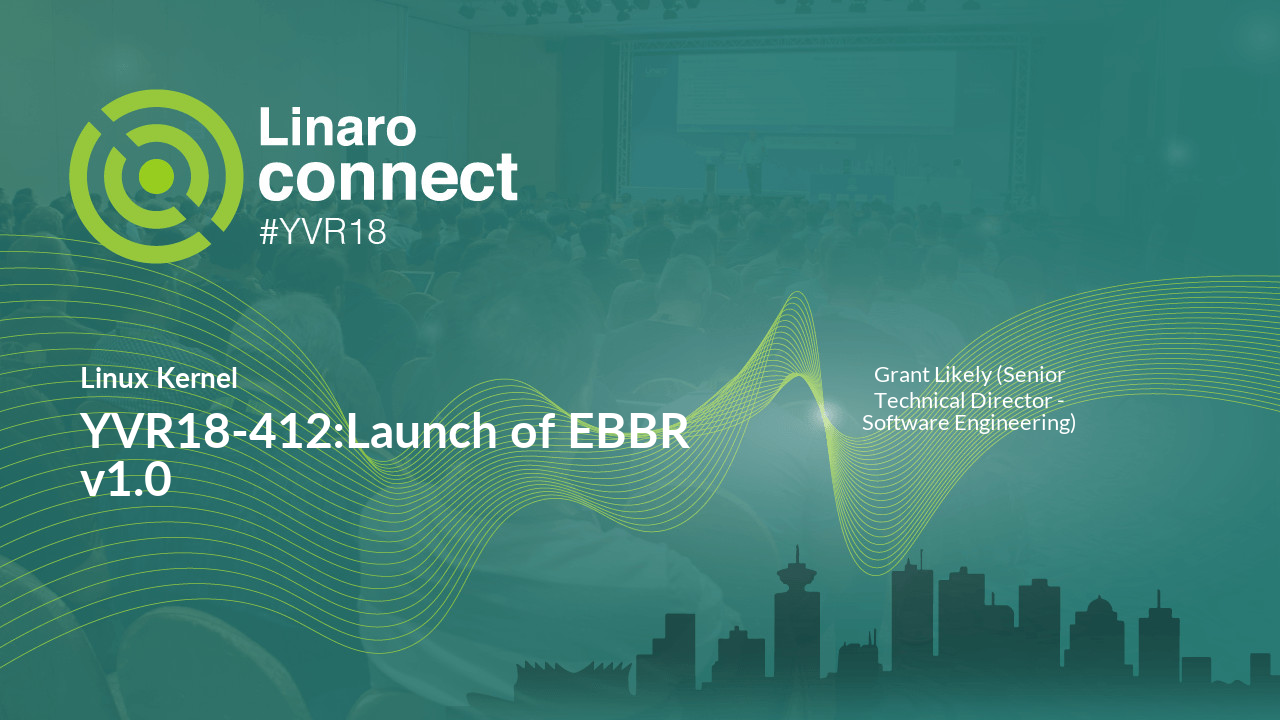 Linaro
connect
#YVR18
Linux Kernel
YVR18-412:Launch of EBBR
v1.0
Grant Likely (Senior
Technical Director -
Software Engineering)